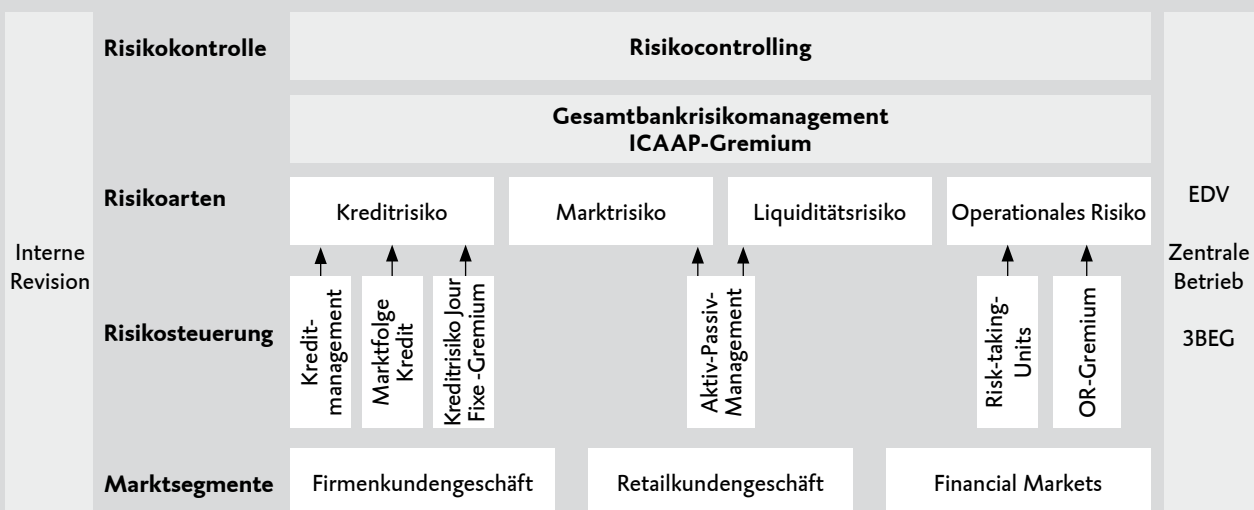 Interne
Revision
Risikokontrolle
Risikocontrolling
Gesamtbankrisikomanagement
ICAAP-Gremium
Risikoarten
Kreditrisiko
Marktrisiko
Liquiditätsrisiko
Operationales Risiko
Risikosteuerung
Kredit-
management
Marktfolge
Kredit
Kreditrisiko Jour
Fixe -Gremium
Aktiv-Passiv-
Management
Risk-taking-
Units
OR-Gremium
Marktsegmente
Firmenkundengeschäft
Retailkundengeschäft
Financial Markets
EDV
Zentrale
Betrieb
3BEG